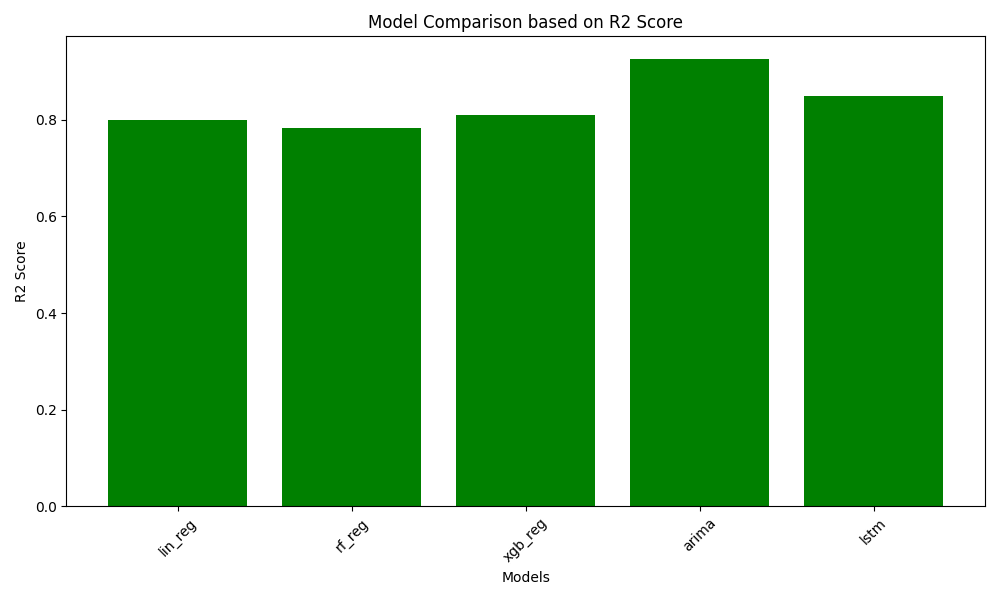 Model Comparison based on R2 Score
R2 Score
0.8
0.6
0.4
0.2
0.0
lin_reg
rf_reg
xgb_reg
arima
lstm
Models